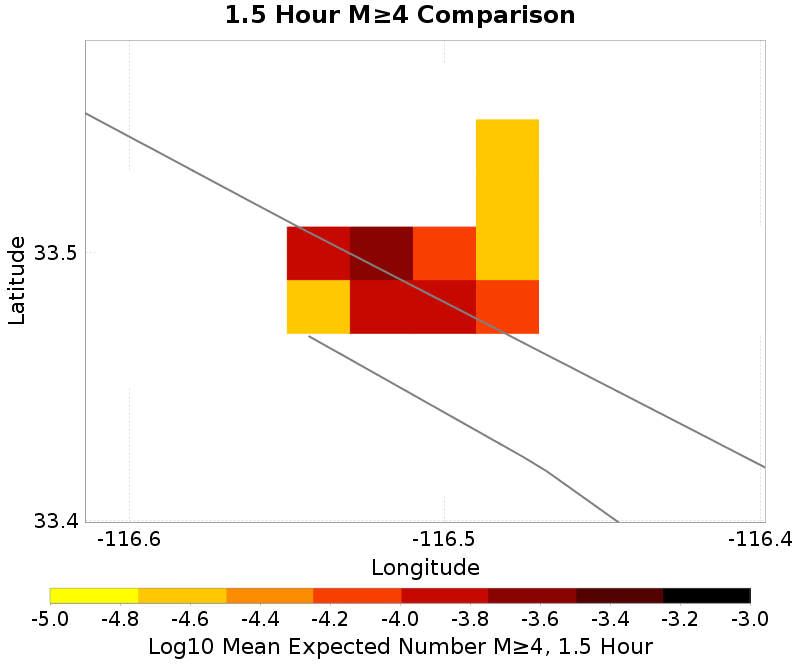 1.5 Hour M≥4 Comparison
Latitude
33.5
33.4
-116.6 -116.5 -116.4
Longitude
-5.0 -4.8 -4.6 -4.4 -4.2 -4.0 -3.8 -3.6 -3.4 -3.2 -3.0
Log10 Mean Expected Number M≥4, 1.5 Hour